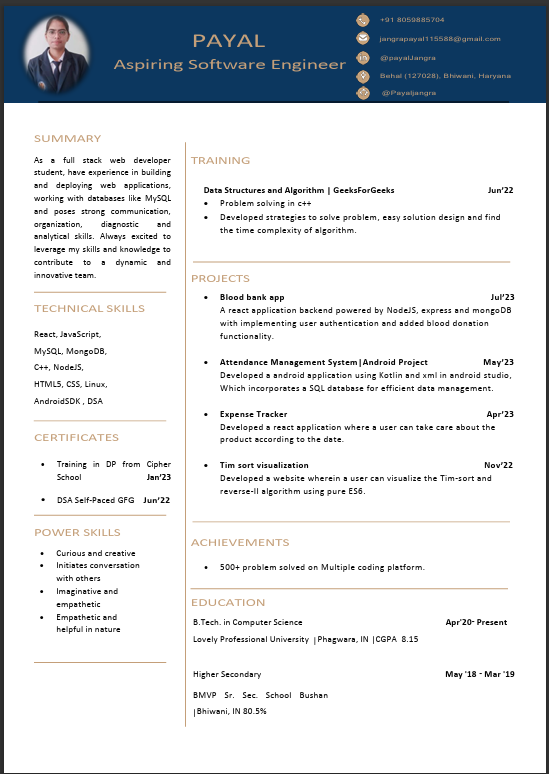 PAYAL
Aspiring Software Engineer
+91 8059885704
jangrapayal115588@gmail.com
@payalJangra
Behal (127028), Bhiwani, Haryana
@Payaljangra
SUMMARY
As a full stack web developer
student, have experience in building
and deploying web applications,
working with databases like MySQL
and poses strong communication,
organization, diagnostic and
analytical skills. Always excited to
leverage my skills and knowledge to
contribute to a dynamic and
innovative team.
TECHNICAL SKILLS
React, JavaScript,
MySQL, MongoDB,
C++, NodeJS,
HTML5, CSS, Linux,
AndroidSDK , DSA
CERTIFICATES
• Training in DP from Cipher
School Jan’23
• DSA Self-Paced GFG Jun’22
POWER SKILLS
• Curious and creative
• Initiates conversation
with others
• Imaginative and
empathetic
• Empathetic and
helpful in nature
TRAINING
Data Structures and Algorithm | GeeksForGeeks Jun’22
• Problem solving in c++
• Developed strategies to solve problem, easy solution design and find
the time complexity of algorithm.
PROJECTS
• Blood bank app Jul’23
A react application backend powered by NodeJS, express and mongoDB
with implementing user authentication and added blood donation
functionality.
• Attendance Management System|Android Project May’23
Developed a android application using Kotlin and xml in android studio,
Which incorporates a SQL database for efficient data management.
• Expense Tracker Apr’23
Developed a react application where a user can take care about the
product according to the date.
• Tim sort visualization Nov’22
Developed a website wherein a user can visualize the Tim-sort and
reverse-II algorithm using pure ES6.
ACHIEVEMENTS
• 500+ problem solved on Multiple coding platform.
EDUCATION
B.Tech. in Computer Science Apr'20- Present
Lovely Professional University |Phagwara, IN |CGPA 8.15
Higher Secondary May '18 - Mar '19
BMVP Sr. Sec. School Bushan
|Bhiwani, IN 80.5%